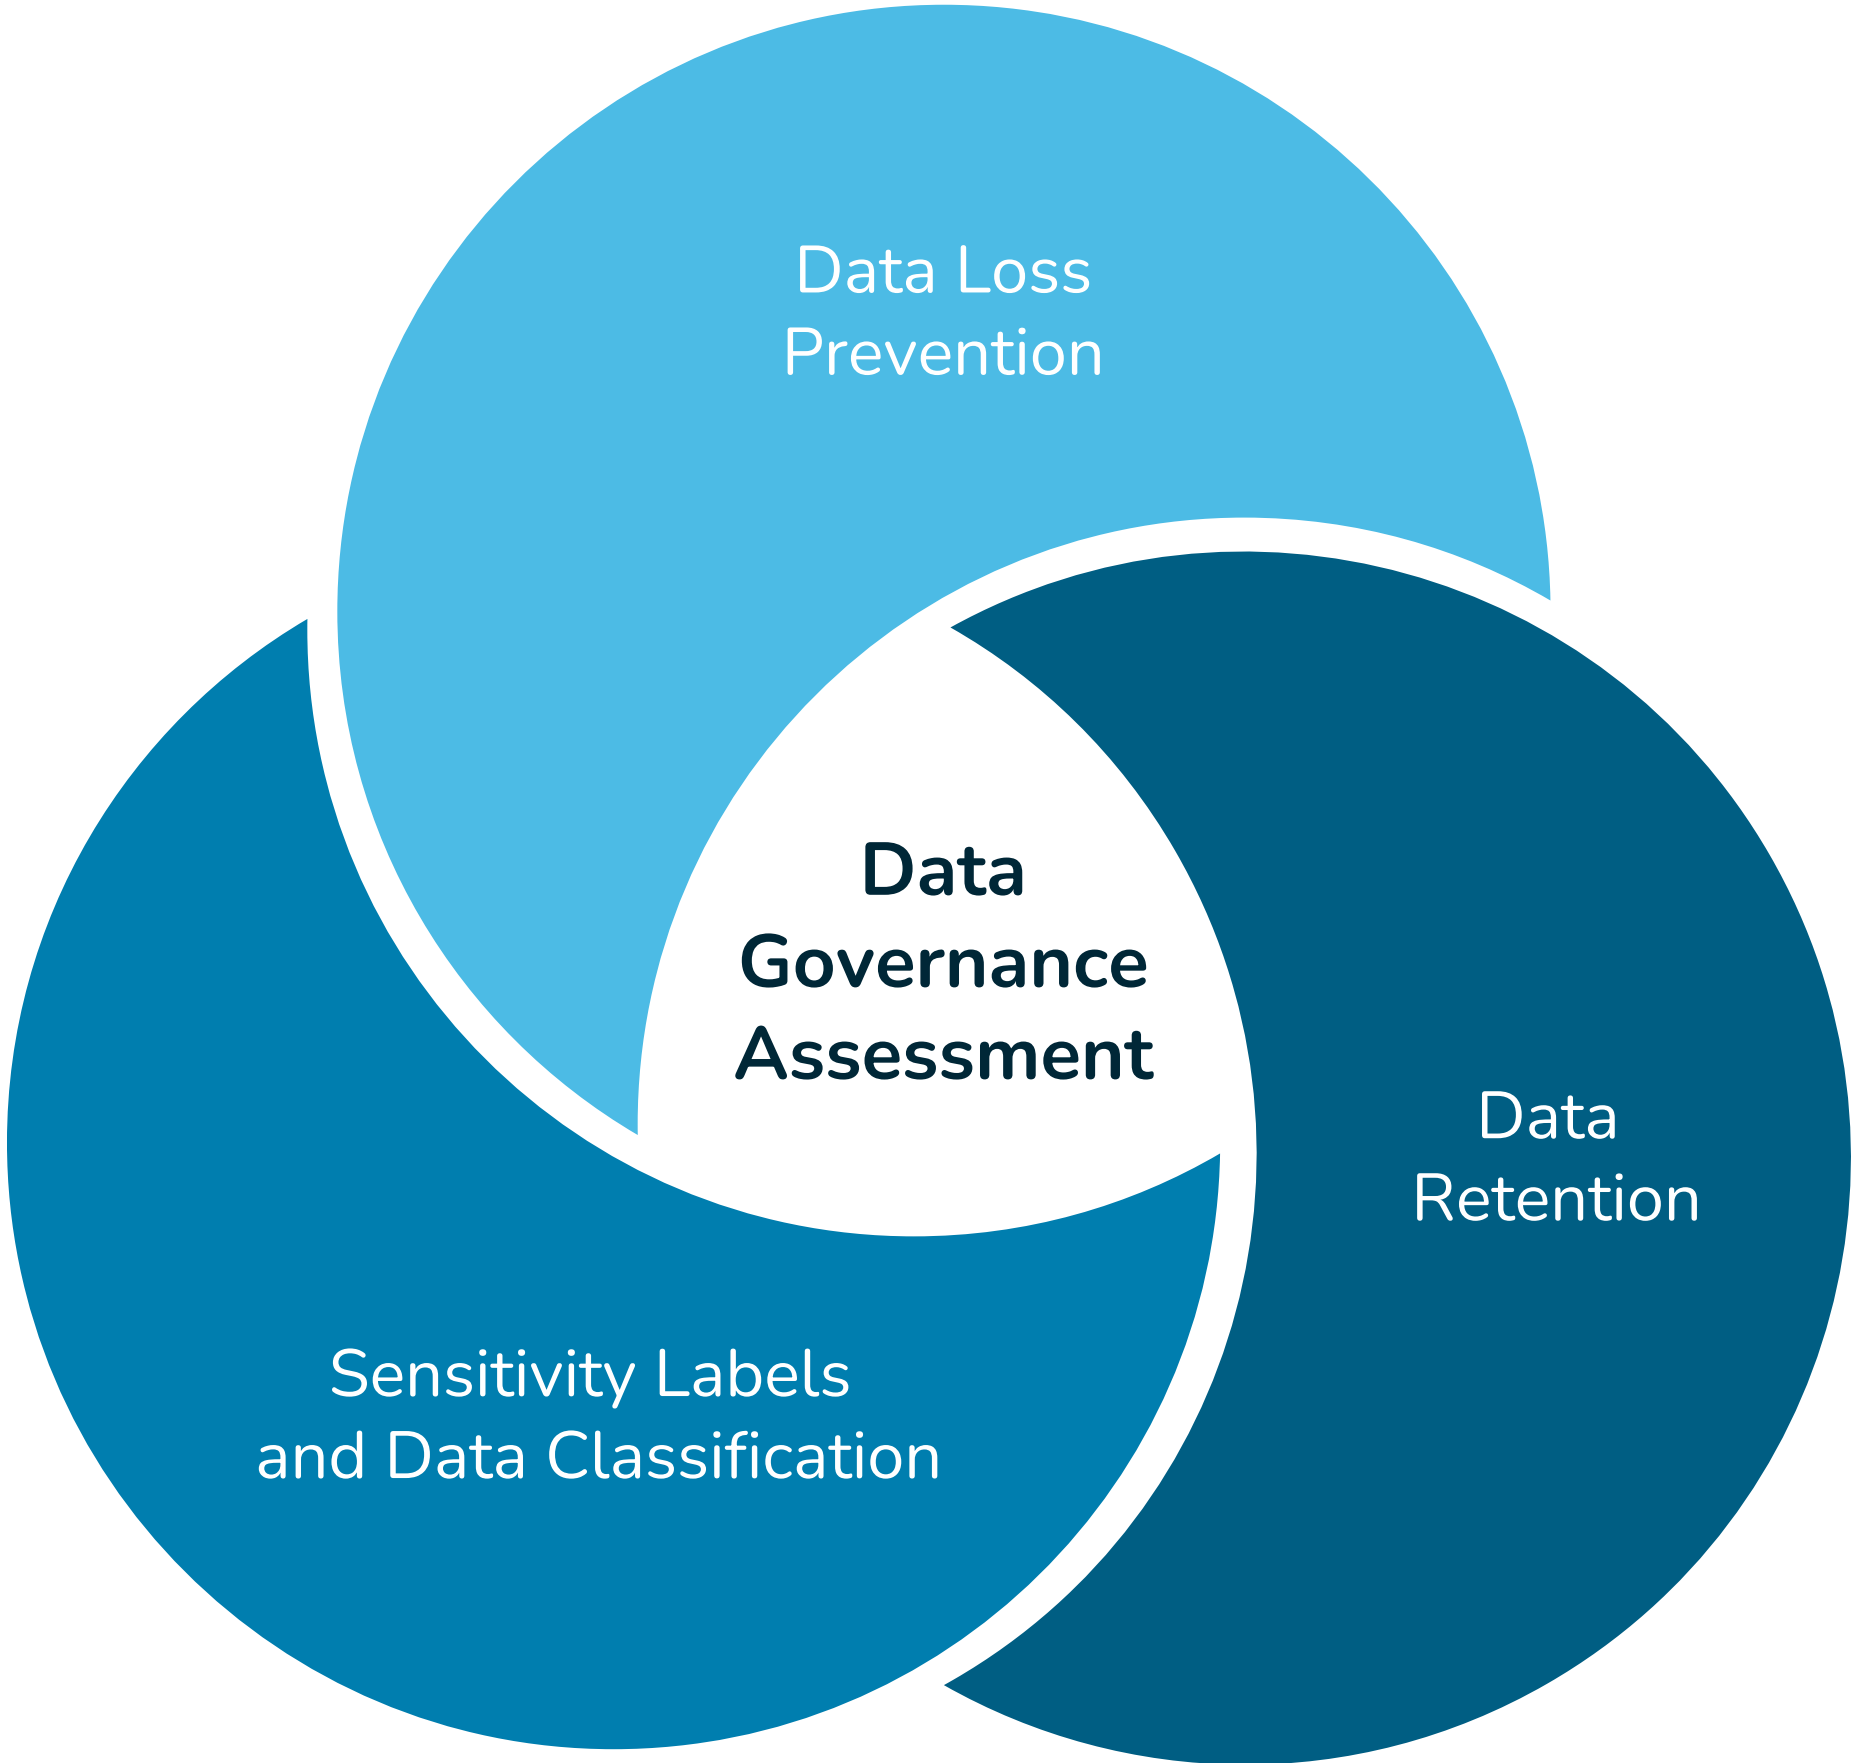 Data Loss
Prevention
Data
Governance
Assessment
Data
Retention
Sensitivity Labels
and Data Classification